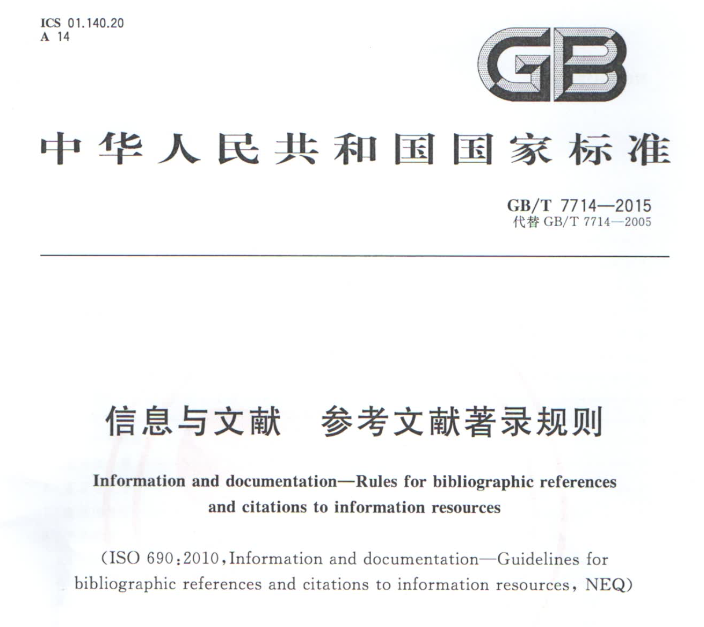 ICS 01.140.20
A 14
GB
中华人民共和国国家标准
GB/T 7714—2015
代替 GB/T 7714—2005
信息与文献 参考文献著录规则
Information and documentation—Rules for bibliographic references
and citations to information resources
(ISO 690:2010,Information and documentation—Guidelines for
bibliographic references and citations to information resources, NEQ)